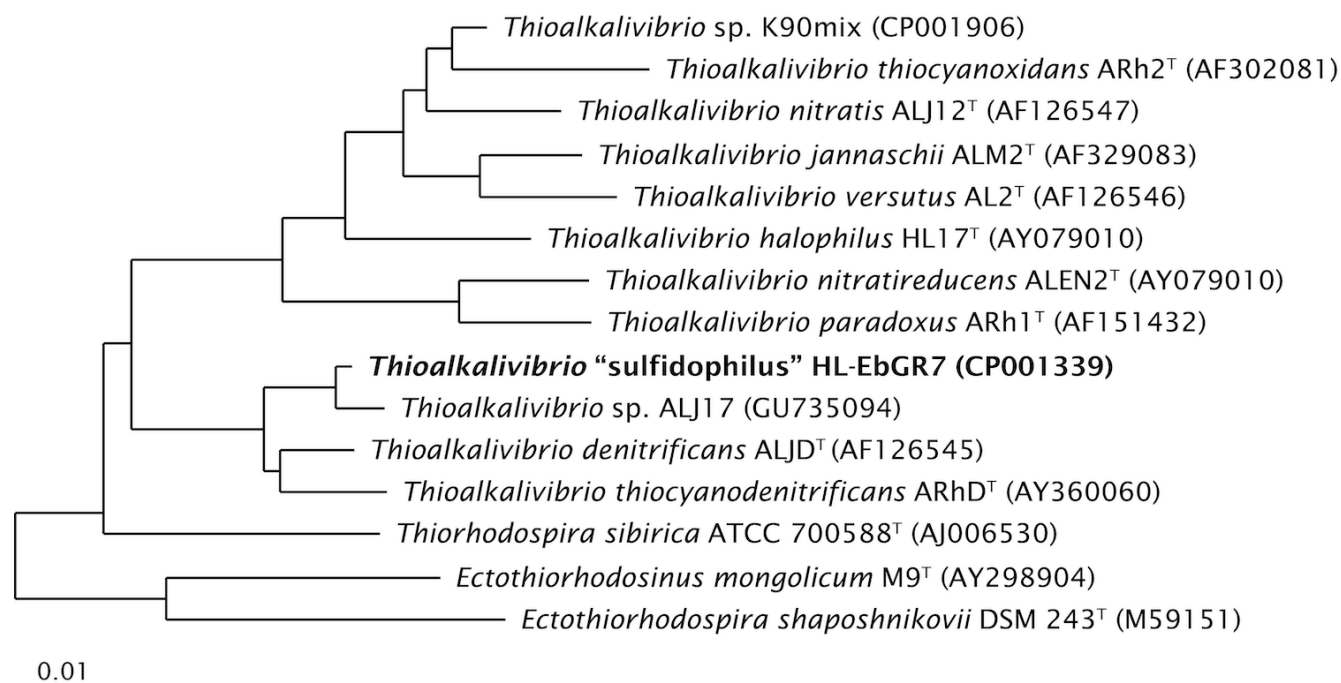 Thioalkalivibrio sp. K90mix (CP001906)
Thioalkalivibrio thiocyanoxidans ARh2ᵀ (AF302081)
Thioalkalivibrio nitratis ALJ12ᵀ (AF126547)
Thioalkalivibrio jannaschii ALM2ᵀ (AF329083)
Thioalkalivibrio versutus AL2ᵀ (AF126546)
Thioalkalivibrio halophilus HL17ᵀ (AY079010)
Thioalkalivibrio nitratireducens ALEN2ᵀ (AY079010)
Thioalkalivibrio paradoxus ARh1ᵀ (AF151432)
Thioalkalivibrio “sulfidophilus” HL-EbGR7 (CP001339)
Thioalkalivibrio sp. ALJ17 (GU735094)
Thioalkalivibrio denitrificans ALJDᵀ (AF126545)
Thioalkalivibrio thiocyanodenitrificans ARhDᵀ (AY360060)
Thiorhodospira sibirica ATCC 700588ᵀ (AJ006530)
Ectothiorhodosinus mongolicum M9ᵀ (AY298904)
Ectothiorhodospira shaposhnikovii DSM 243ᵀ (M59151)
0.01